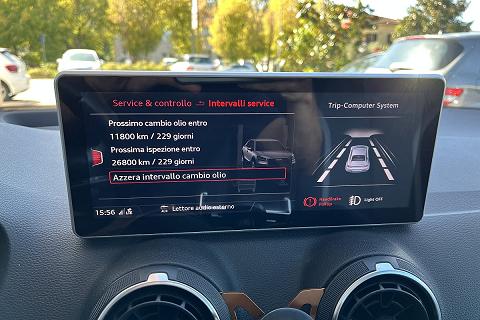 Service & controllo Intervalli service
Trip-Computer System
Prossimo cambio olio entro
11800 km / 229 giorni
Prossima ispezione entro
26800 km / 229 giorni
Azzera intervallo cambio olio
15:56
Lettore audio esterno
Handbrake
Light OFF